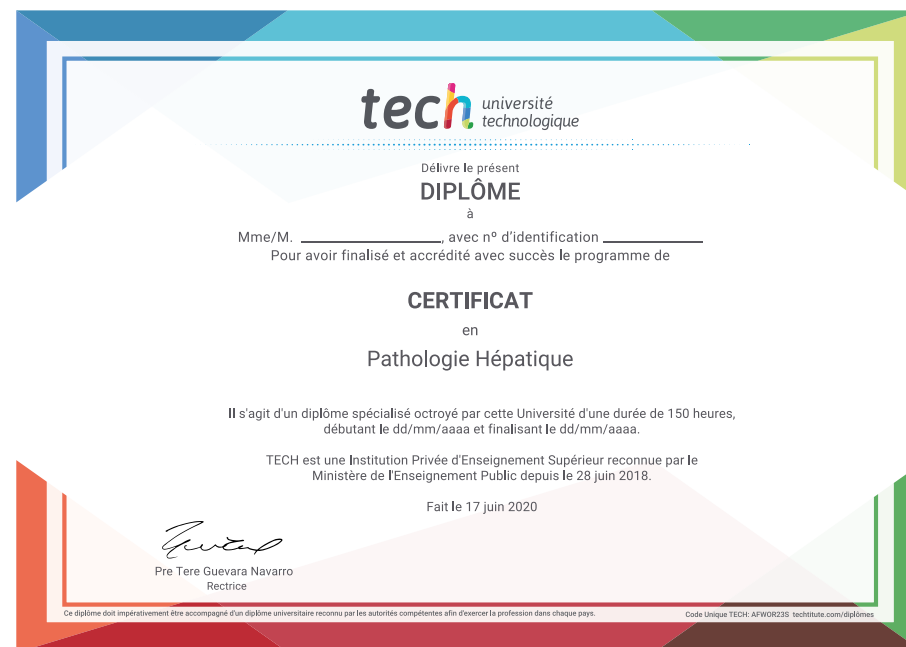 tech université
technologique
Délivre le présent
DIPLÔME
à
Mme/M. ____________________, avec nº d'identification ______________
Pour avoir finalisé et accrédité avec succès le programme de
CERTIFICAT
en
Pathologie Hépatique
Il s'agit d'un diplôme spécialisé octroyé par cette Université d'une durée de 150 heures,
débutant le dd/mm/aaaa et finalisant le dd/mm/aaaa.
TECH est une Institution Privée d'Enseignement Supérieur reconnue par le
Ministère de l'Enseignement Public depuis le 28 juin 2018.
Fait le 17 juin 2020
Pre Tere Guevara Navarro
Rectrice
Ce diplôme doit impérativement être accompagné d'un diplôme universitaire reconnu par les autorités compétentes afin d'exercer la profession dans chaque pays.
Code Unique TECH: AFWOR23S techtitute.com/diplômes